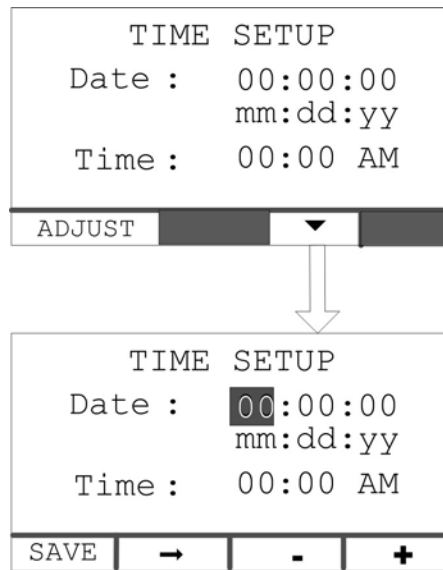 TIME SETUP
Date : 00:00:00
mm:dd:yy
Time : 00:00 AM
ADJUST ▼
TIME SETUP
Date : 00:00:00
mm:dd:yy
Time : 00:00 AM
SAVE → - +